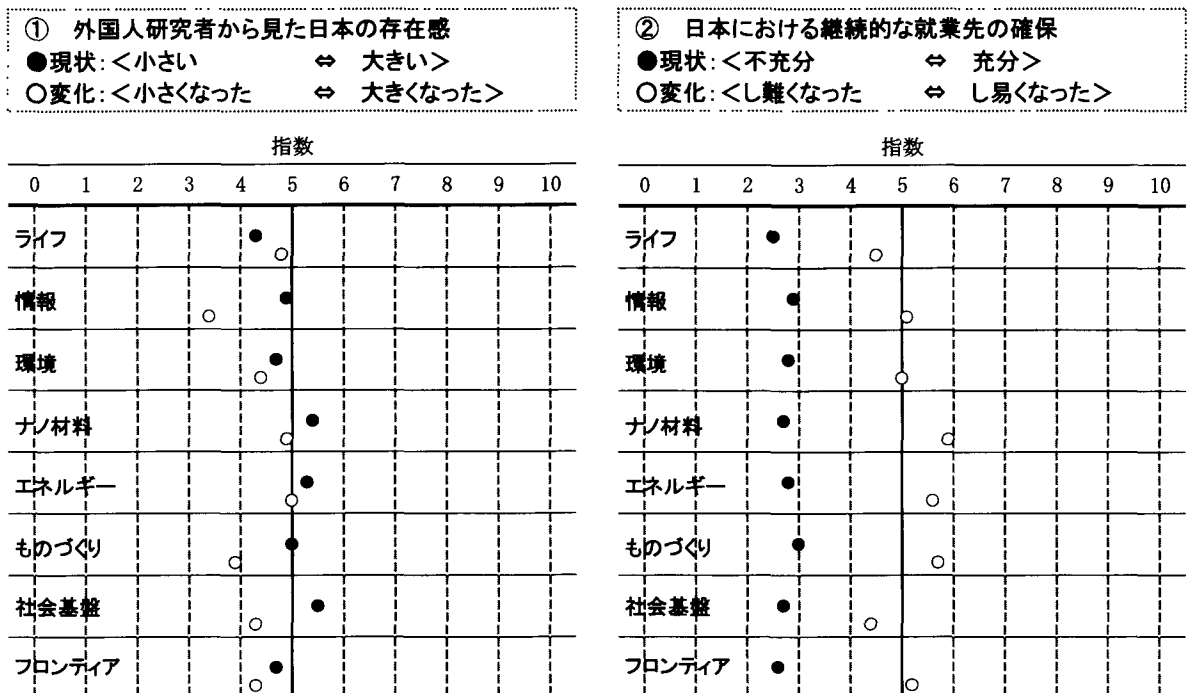 ① 外国人研究者から見た日本の存在感
●現状:<小さい ⇔ 大きい>
○変化:<小さくなった ⇔ 大きくなった>
指数
0 1 2 3 4 5 6 7 8 9 10
ライフ
情報
環境
ナノ材料
エネルギー
ものづくり
社会基盤
フロンティア
② 日本における継続的な就業先の確保
●現状:<不充分 ⇔ 充分>
○変化:<し難くなった ⇔ し易くなった>
指数
0 1 2 3 4 5 6 7 8 9 10
ライフ
情報
環境
ナノ材料
エネルギー
ものづくり
社会基盤
フロンティア